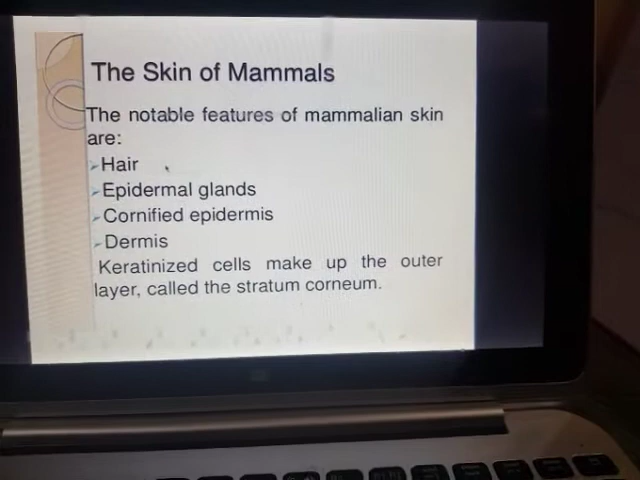 The Skin of Mammals
The notable features of mammalian skin
are:
➢Hair
➢Epidermal glands
➢Cornified epidermis
➢Dermis
Keratinized cells make up the outer
layer, called the stratum corneum.